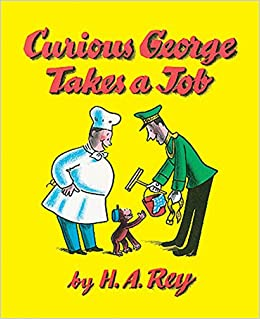 Curious George
Takes a Job
by H. A. Rey